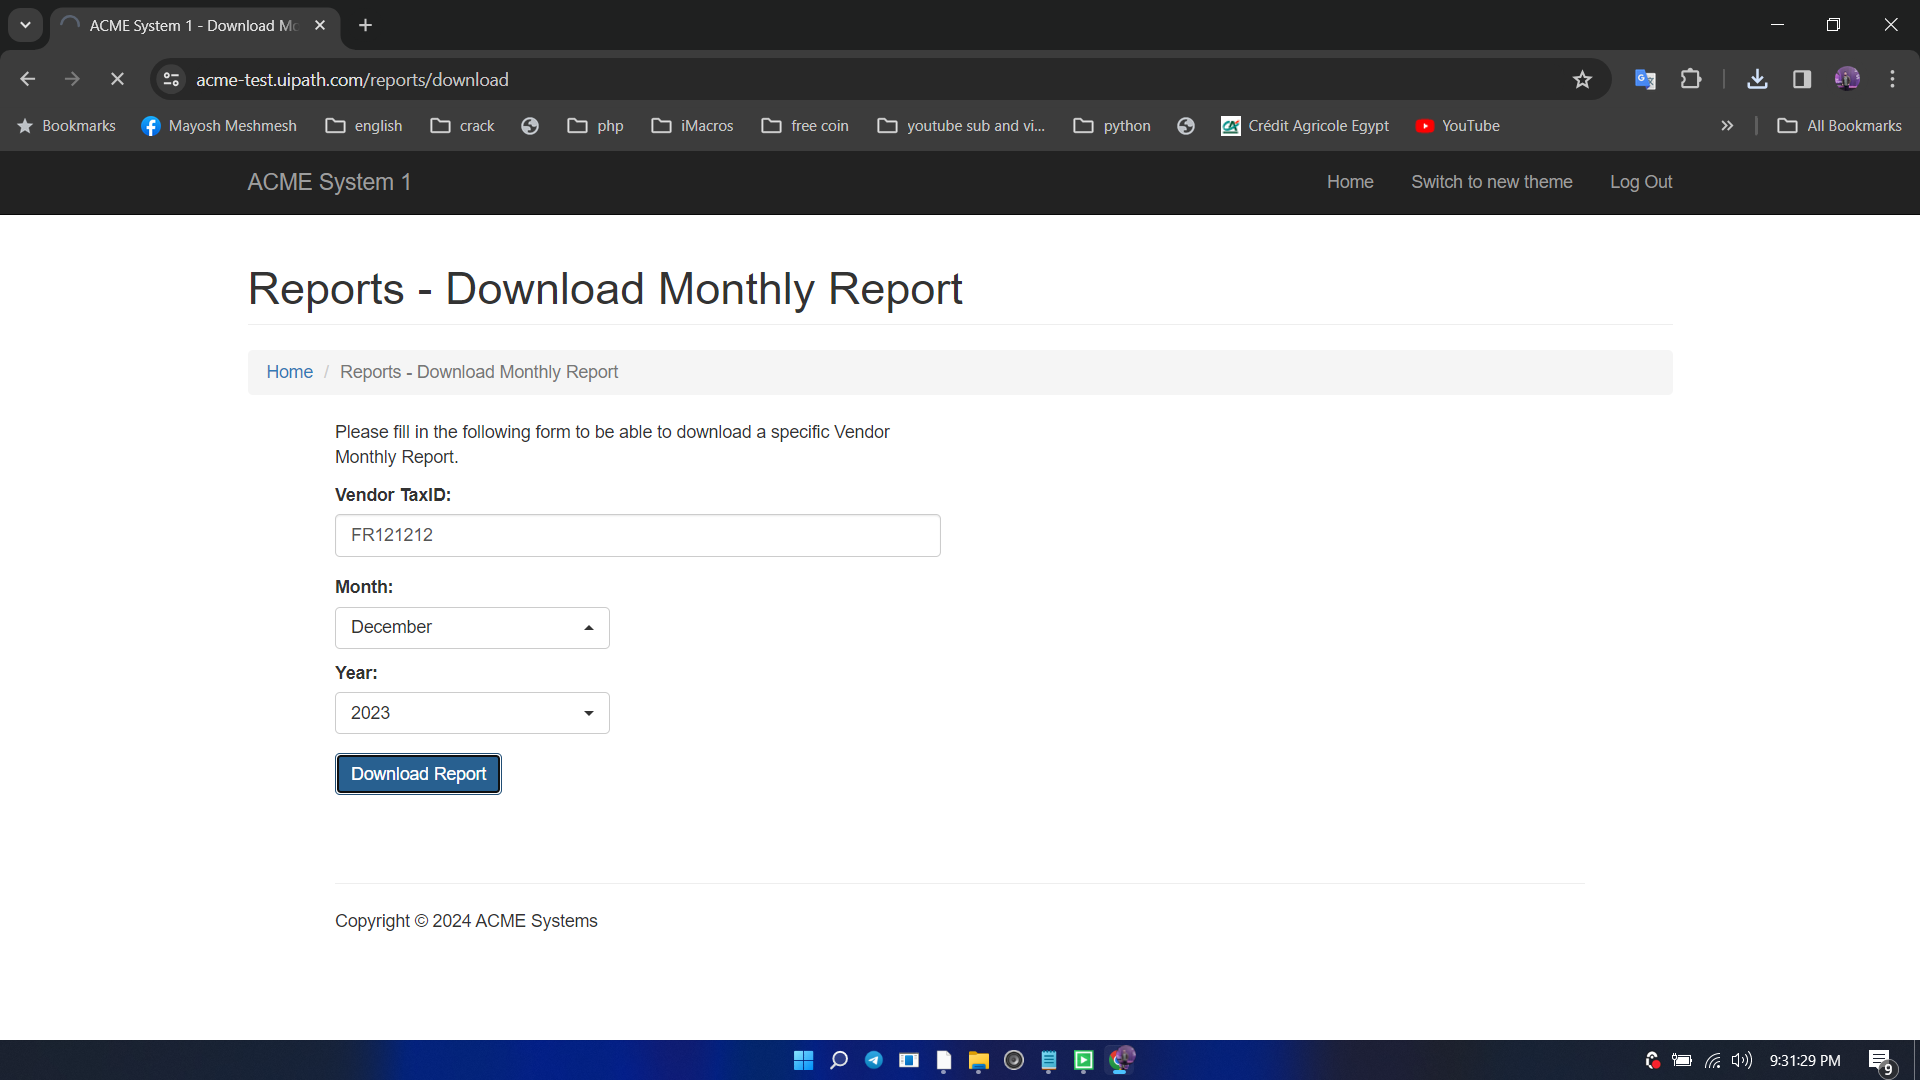 ACME System 1 - Download Mo
acme-test.uipath.com/reports/download
Bookmarks
Mayosh Meshmesh
english
crack
php
iMacros
free coin
youtube sub and vi...
python
Crédit Agricole Egypt
YouTube
All Bookmarks
ACME System 1
Home
Switch to new theme
Log Out
Reports - Download Monthly Report
Home / Reports - Download Monthly Report
Please fill in the following form to be able to download a specific Vendor
Monthly Report.
Vendor TaxID:
FR121212
Month:
December
Year:
2023
Download Report
Copyright © 2024 ACME Systems
9:31:29 PM
9